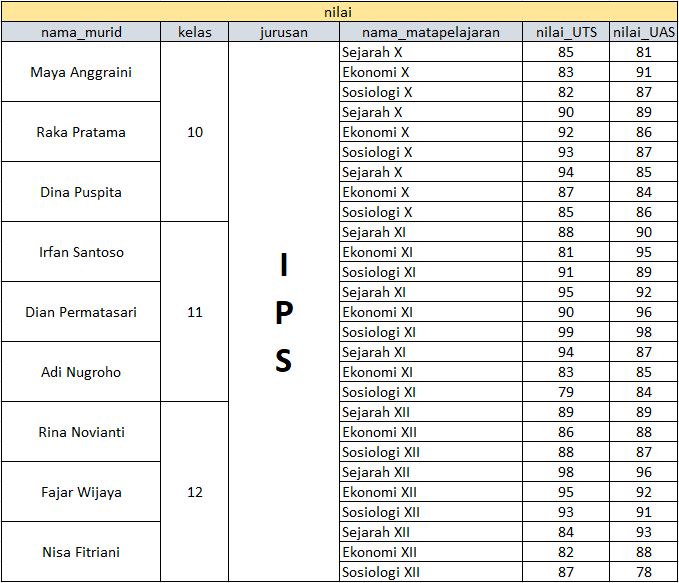 nilai
nama_murid kelas jurusan nama_matapelajaran nilai_UTS nilai_UAS
Maya Anggraini 10 IPS Sejarah X 85 81
Ekonomi X 83 91
Sosiologi X 82 87
Raka Pratama Sejarah X 90 89
Ekonomi X 92 86
Sosiologi X 93 87
Dina Puspita Sejarah X 94 85
Ekonomi X 87 84
Sosiologi X 85 86
Irfan Santoso 11 Sejarah XI 88 90
Ekonomi XI 81 95
Sosiologi XI 91 89
Dian Permatasari Sejarah XI 95 92
Ekonomi XI 90 96
Sosiologi XI 99 98
Adi Nugroho Sejarah XI 94 87
Ekonomi XI 83 85
Sosiologi XI 79 84
Rina Novianti 12 Sejarah XII 89 89
Ekonomi XII 86 88
Sosiologi XII 88 87
Fajar Wijaya Sejarah XII 98 96
Ekonomi XII 95 92
Sosiologi XII 93 91
Nisa Fitriani Sejarah XII 84 93
Ekonomi XII 82 88
Sosiologi XII 87 78